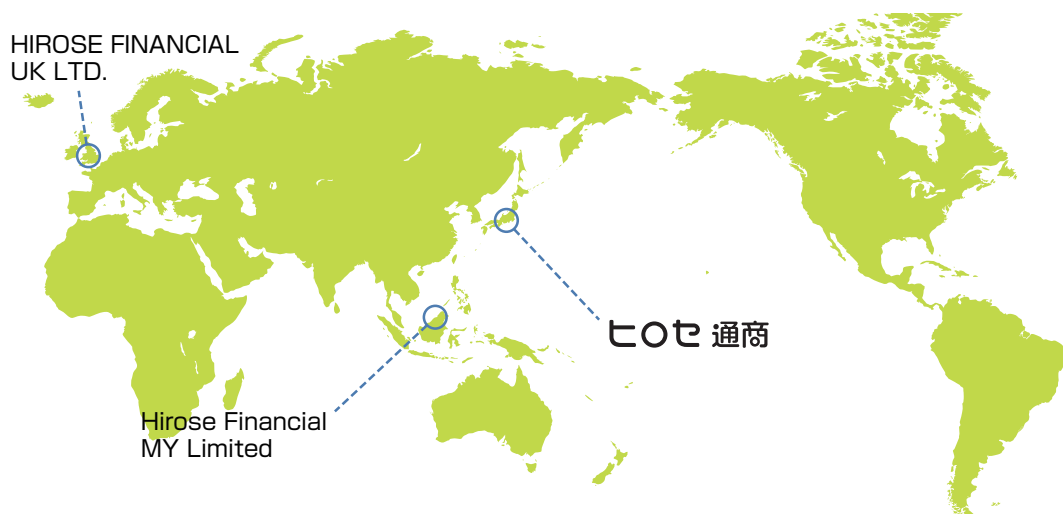 HIROSE FINANCIAL
UK LTD.
ヒロセ 通商
Hirose Financial
MY Limited